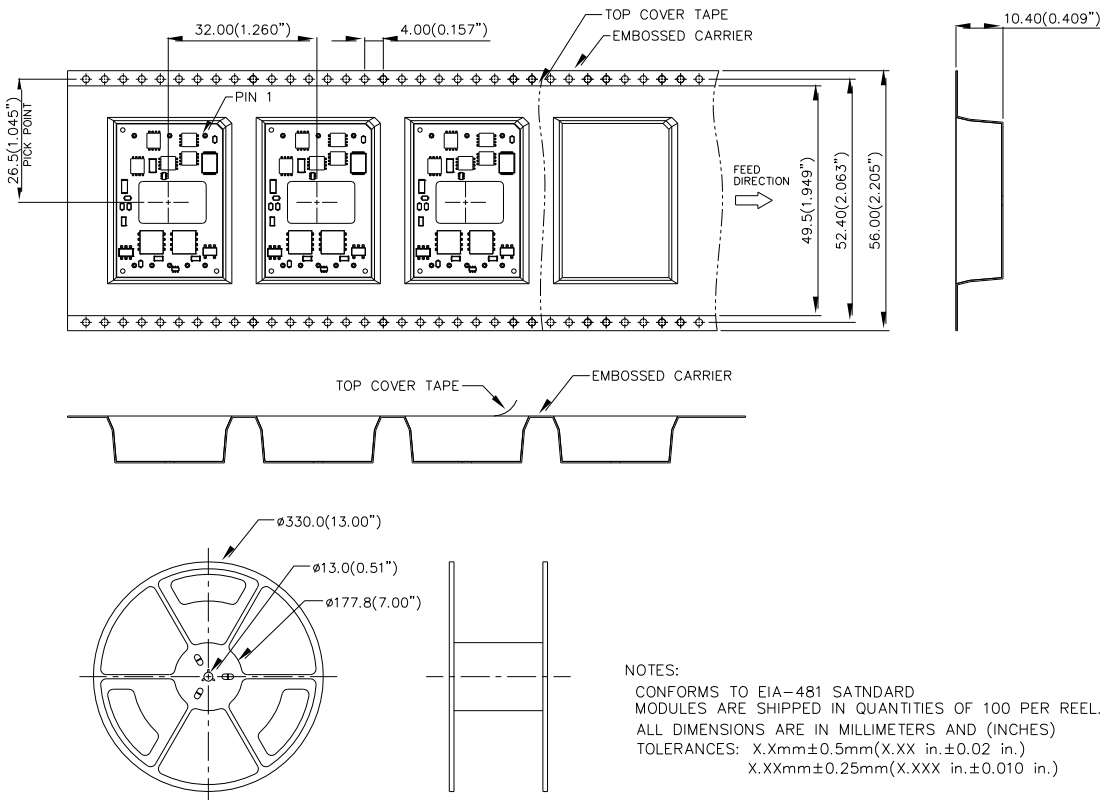 TOP COVER TAPE
EMBOSSED CARRIER
10.40(0.409”)
32.00(1.260”)
4.00(0.157”)
PIN 1
26.5(1.045”)
PICK POINT
FEED
DIRECTION
49.5(1.949”)
52.40(2.063”)
56.00(2.205”)
TOP COVER TAPE
EMBOSSED CARRIER
ø330.0(13.00”)
ø13.0(0.51”)
ø177.8(7.00”)
NOTES:
CONFORMS TO EIA-481 SATNDARD
MODULES ARE SHIPPED IN QUANTITIES OF 100 PER REEL.
ALL DIMENSIONS ARE IN MILLIMETERS AND (INCHES)
TOLERANCES: X.Xmm±0.5mm(X.XX in.±0.02 in.)
X.XXmm±0.25mm(X.XXX in.±0.010 in.)